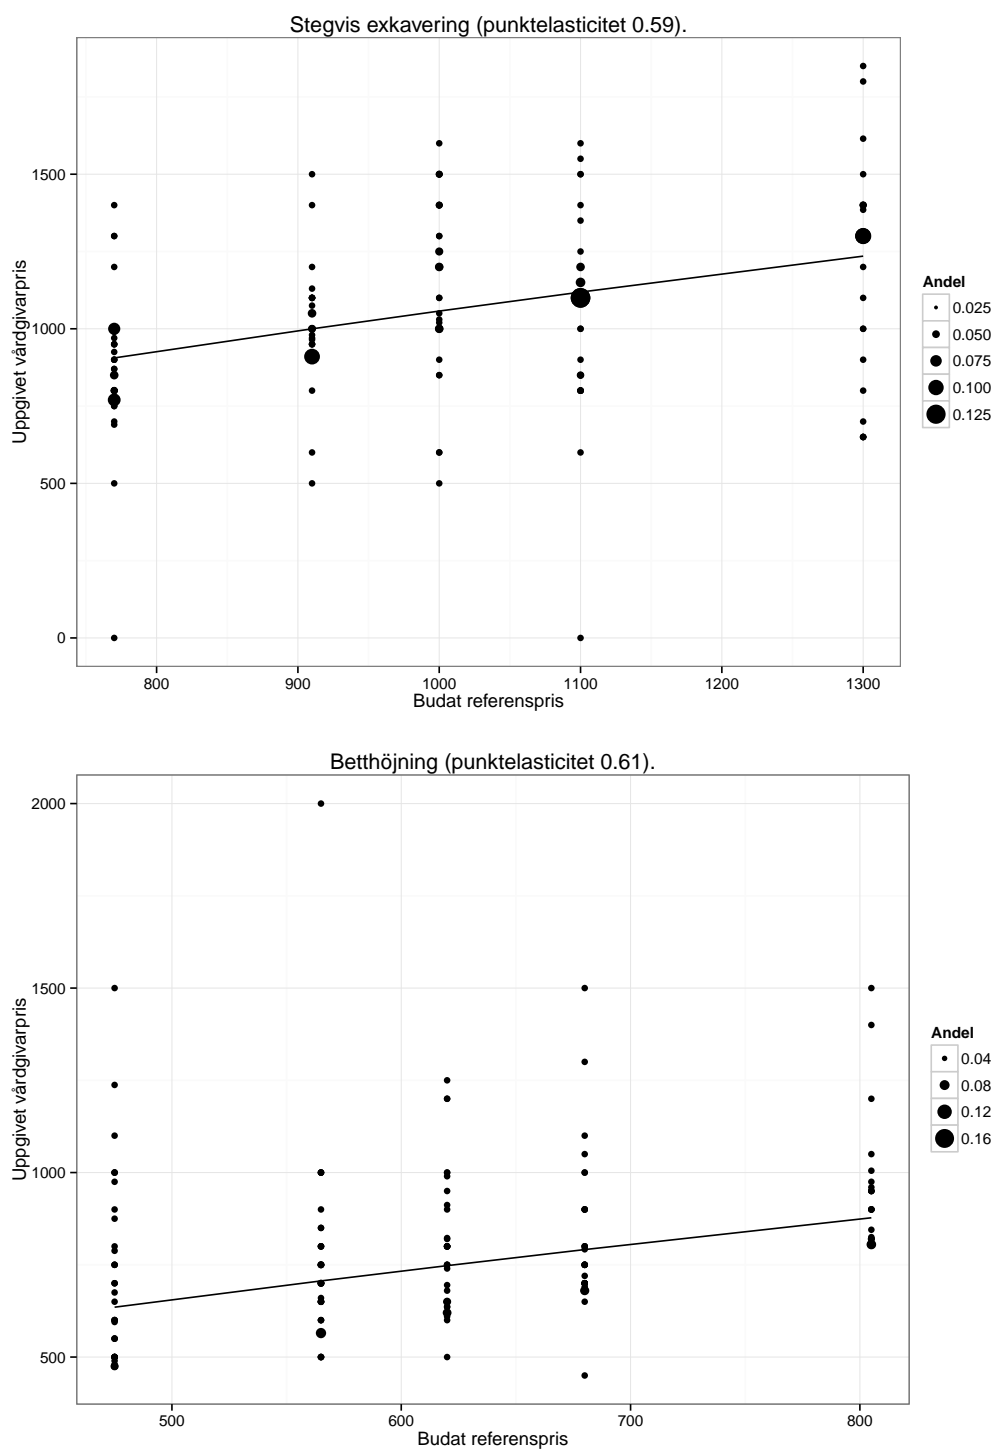 Stegvis exkavering (punktelasticitet 0.59).
Uppgivet vårdgivarpris
1500
1000
500
0
800 900 1000 1100 1200 1300
Budat referenspris
Andel
0.025
0.050
0.075
0.100
0.125
Betthöjning (punktelasticitet 0.61).
Uppgivet vårdgivarpris
2000
1500
1000
500
500 600 700 800
Budat referenspris
Andel
0.04
0.08
0.12
0.16